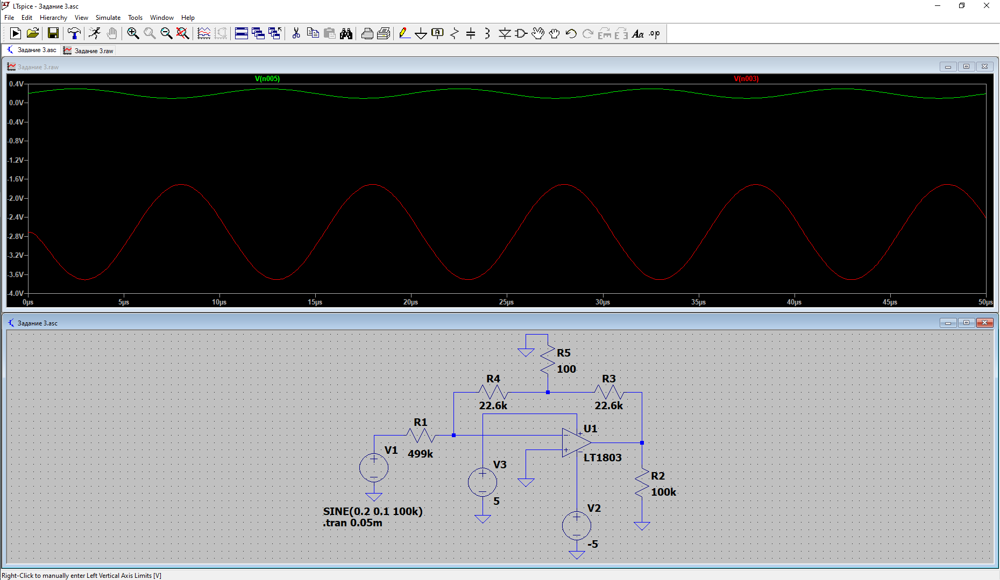 LTspice - Задание 3.asc
File Edit Hierarchy View Simulate Tools Window Help
.op
Задание 3.asc Задание 3.raw
Задание 3.raw
V(n005) V(n003)
0.4V
0.0V
-0.4V
-0.8V
-1.2V
-1.6V
-2.0V
-2.4V
-2.8V
-3.2V
-3.6V
-4.0V
0µs 5µs 10µs 15µs 20µs 25µs 30µs 35µs 40µs 45µs 50µs
Задание 3.asc
R5
100
R4 R3
22.6k 22.6k
R1 U1
V1 499k
LT1803
V3
R2
100k
5
V2
SINE(0.2 0.1 100k)
.tran 0.05m
-5
Right-Click to manually enter Left Vertical Axis Limits [V]